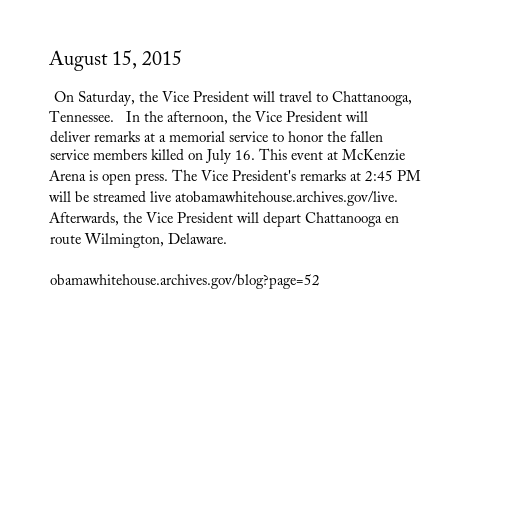 August 15, 2015
On Saturday, the Vice President will travel to Chattanooga,
Tennessee.   In the afternoon, the Vice President will
deliver remarks at a memorial service to honor the fallen
service members killed on July 16. This event at McKenzie
Arena is open press. The Vice President's remarks at 2:45 PM
will be streamed live atobamawhitehouse.archives.gov/live.
Afterwards, the Vice President will depart Chattanooga en
route Wilmington, Delaware.
obamawhitehouse.archives.gov/blog?page=52